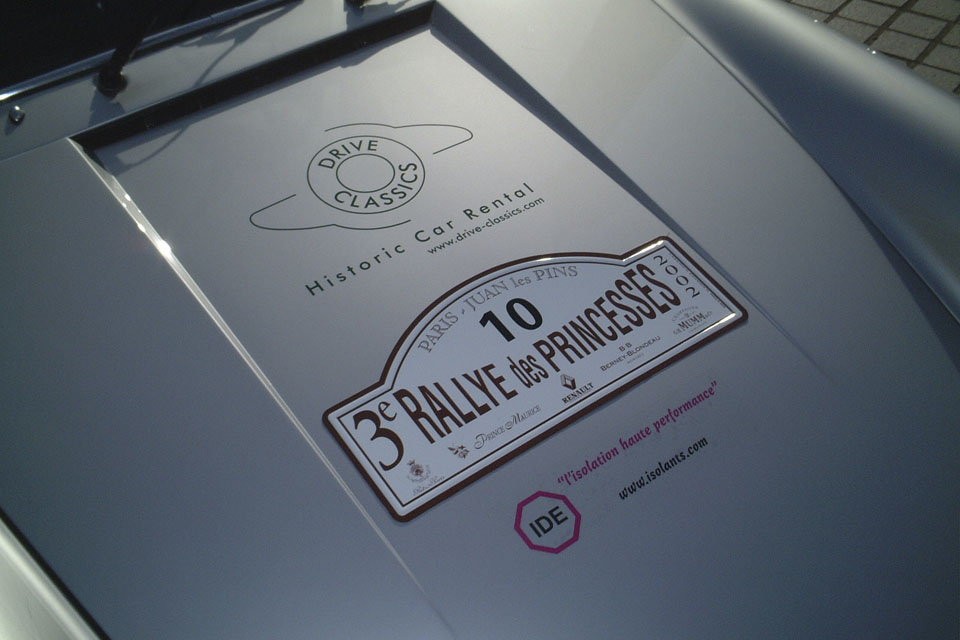 DRIVE
CLASSICS
Historic Car Rental
www.drive-classics.com
PARIS - JUAN les PINS
10
3e RALLYE des PRINCESSES 2002
PRINCE MAURICE
RENAULT
B B
BERNEY-BLONDEAU
MUMM
"l'isolation haute performance"
IDE
www.isolants.com